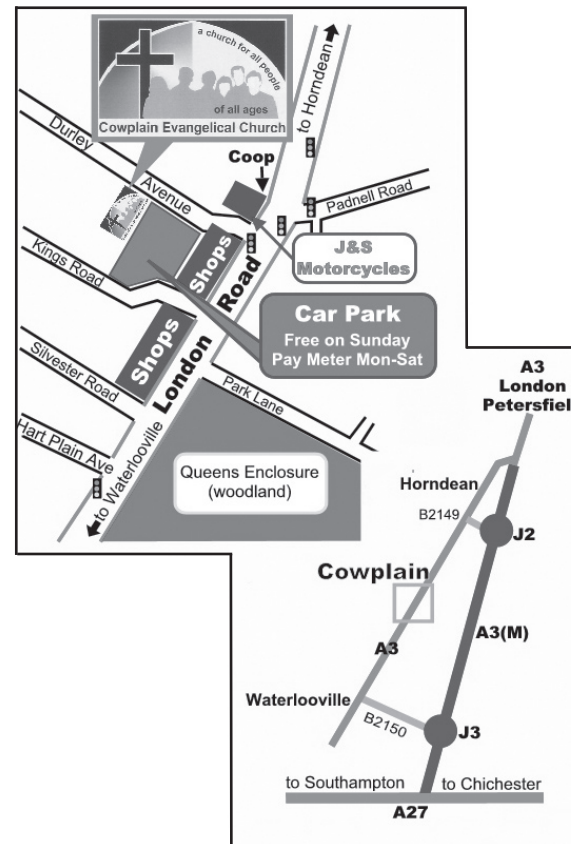 a church for all people
of all ages
Cowplain Evangelical Church
to Horndean
Durley
Avenue
Coop
Padnell Road
J&S
Motorcycles
Kings Road
Shops
London Road
Car Park
Free on Sunday
Pay Meter Mon-Sat
Shops
Silvester Road
Park Lane
Hart Plain Ave
to Waterlooville
Queens Enclosure
(woodland)
A3
London
Petersfiel
Horndean
B2149
J2
Cowplain
A3(M)
A3
Waterlooville
B2150
J3
to Southampton
to Chichester
A27